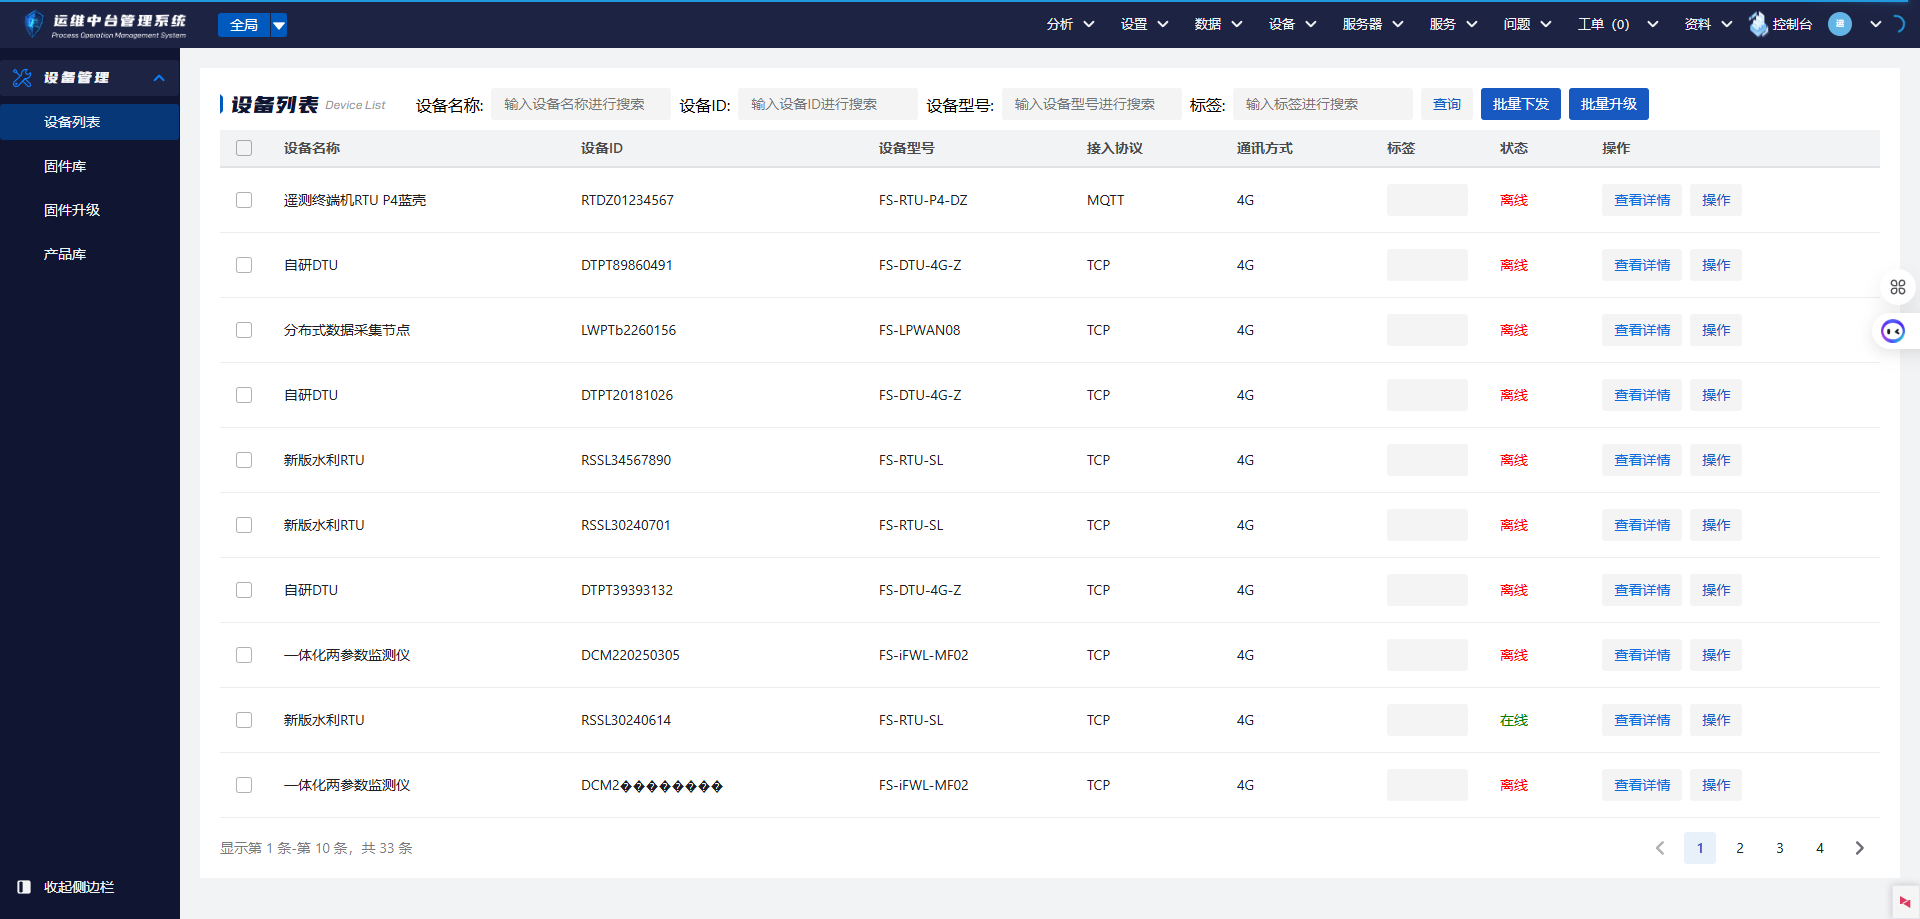 运维中台管理系统
Process Operation Management System
全局
分析 设置 数据 设备 服务器 服务 问题 工单 (0) 资料 控制台 运
设备管理
设备列表
固件库
固件升级
产品库
收起侧边栏
设备列表 Device List 设备名称: 输入设备名称进行搜索 设备ID: 输入设备ID进行搜索 设备型号: 输入设备型号进行搜索 标签: 输入标签进行搜索 查询 批量下发 批量升级
设备名称 设备ID 设备型号 接入协议 通讯方式 标签 状态 操作
遥测终端机RTU P4蓝壳 RTDZ01234567 FS-RTU-P4-DZ MQTT 4G 离线 查看详情 操作
自研DTU DTPT89860491 FS-DTU-4G-Z TCP 4G 离线 查看详情 操作
分布式数据采集节点 LWPTb2260156 FS-LPWAN08 TCP 4G 离线 查看详情 操作
自研DTU DTPT20181026 FS-DTU-4G-Z TCP 4G 离线 查看详情 操作
新版水利RTU RSSL34567890 FS-RTU-SL TCP 4G 离线 查看详情 操作
新版水利RTU RSSL30240701 FS-RTU-SL TCP 4G 离线 查看详情 操作
自研DTU DTPT39393132 FS-DTU-4G-Z TCP 4G 离线 查看详情 操作
一体化两参数监测仪 DCM220250305 FS-iFWL-MF02 TCP 4G 离线 查看详情 操作
新版水利RTU RSSL30240614 FS-RTU-SL TCP 4G 在线 查看详情 操作
一体化两参数监测仪 DCM2�������� FS-iFWL-MF02 TCP 4G 离线 查看详情 操作
显示第 1 条-第 10 条，共 33 条 1 2 3 4